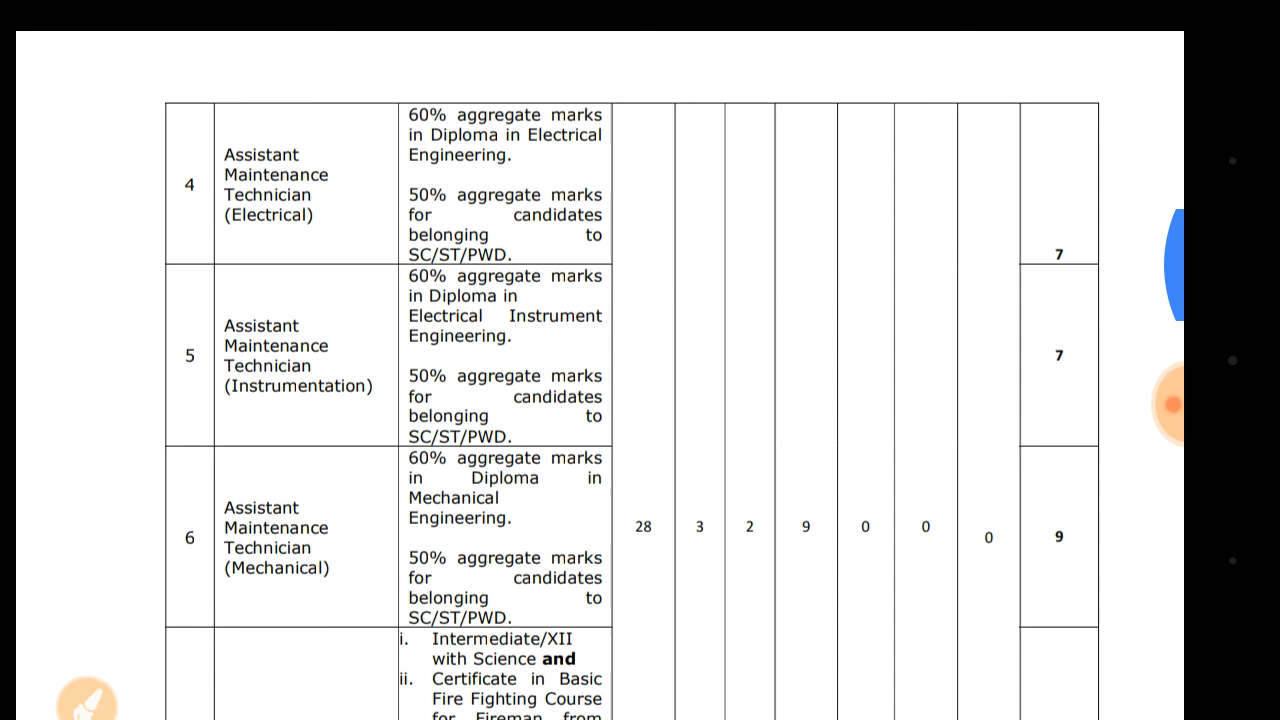 4
Assistant
Maintenance
Technician
(Electrical)
60% aggregate marks
in Diploma in Electrical
Engineering.
50% aggregate marks
for candidates
belonging to
SC/ST/PWD.
7
5
Assistant
Maintenance
Technician
(Instrumentation)
60% aggregate marks
in Diploma in
Electrical Instrument
Engineering.
50% aggregate marks
for candidates
belonging to
SC/ST/PWD.
7
6
Assistant
Maintenance
Technician
(Mechanical)
60% aggregate marks
in Diploma in
Mechanical
Engineering.
50% aggregate marks
for candidates
belonging to
SC/ST/PWD.
28 3 2 9 0 0 0 9
i. Intermediate/XII
with Science and
ii. Certificate in Basic
Fire Fighting Course
for Fireman from